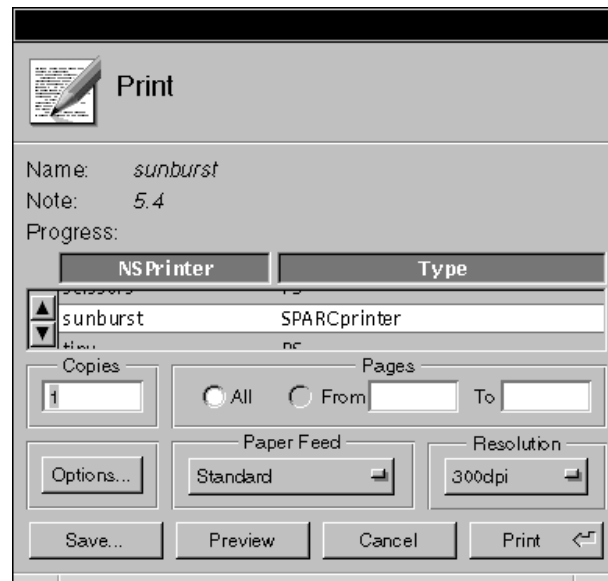 Print
Name: sunburst
Note: 5.4
Progress:
NSPrinter Type
sunburst SPARCprinter
Copies Pages
1 All From To
Paper Feed Resolution
Options... Standard 300dpi
Save... Preview Cancel Print